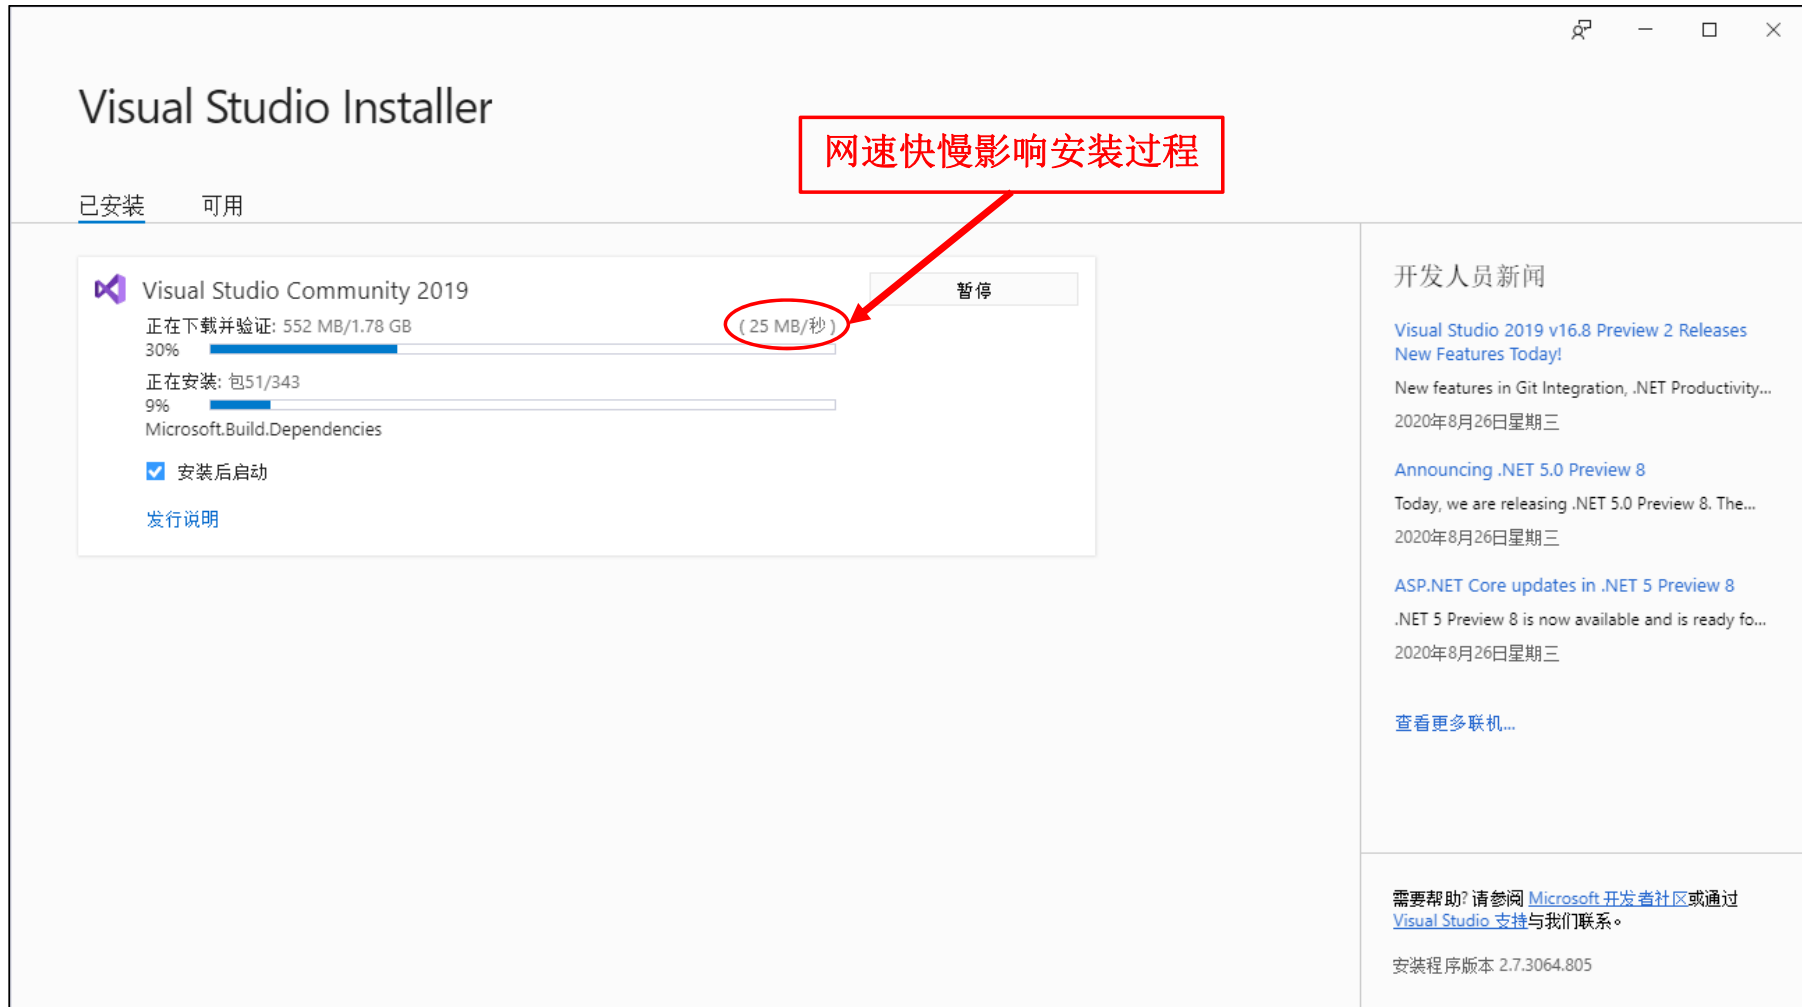 Visual Studio Installer
网速快慢影响安装过程
已安装 可用
Visual Studio Community 2019
暂停
正在下载并验证: 552 MB/1.78 GB
( 25 MB/秒 )
30%
正在安装: 包51/343
9%
Microsoft.Build.Dependencies
安装后启动
发行说明
开发人员新闻
Visual Studio 2019 v16.8 Preview 2 Releases
New Features Today!
New features in Git Integration, .NET Productivity...
2020年8月26日星期三
Announcing .NET 5.0 Preview 8
Today, we are releasing .NET 5.0 Preview 8. The...
2020年8月26日星期三
ASP.NET Core updates in .NET 5 Preview 8
.NET 5 Preview 8 is now available and is ready fo...
2020年8月26日星期三
查看更多联机...
需要帮助? 请参阅 Microsoft 开发者社区或通过
Visual Studio 支持与我们联系。
安装程序版本 2.7.3064.805